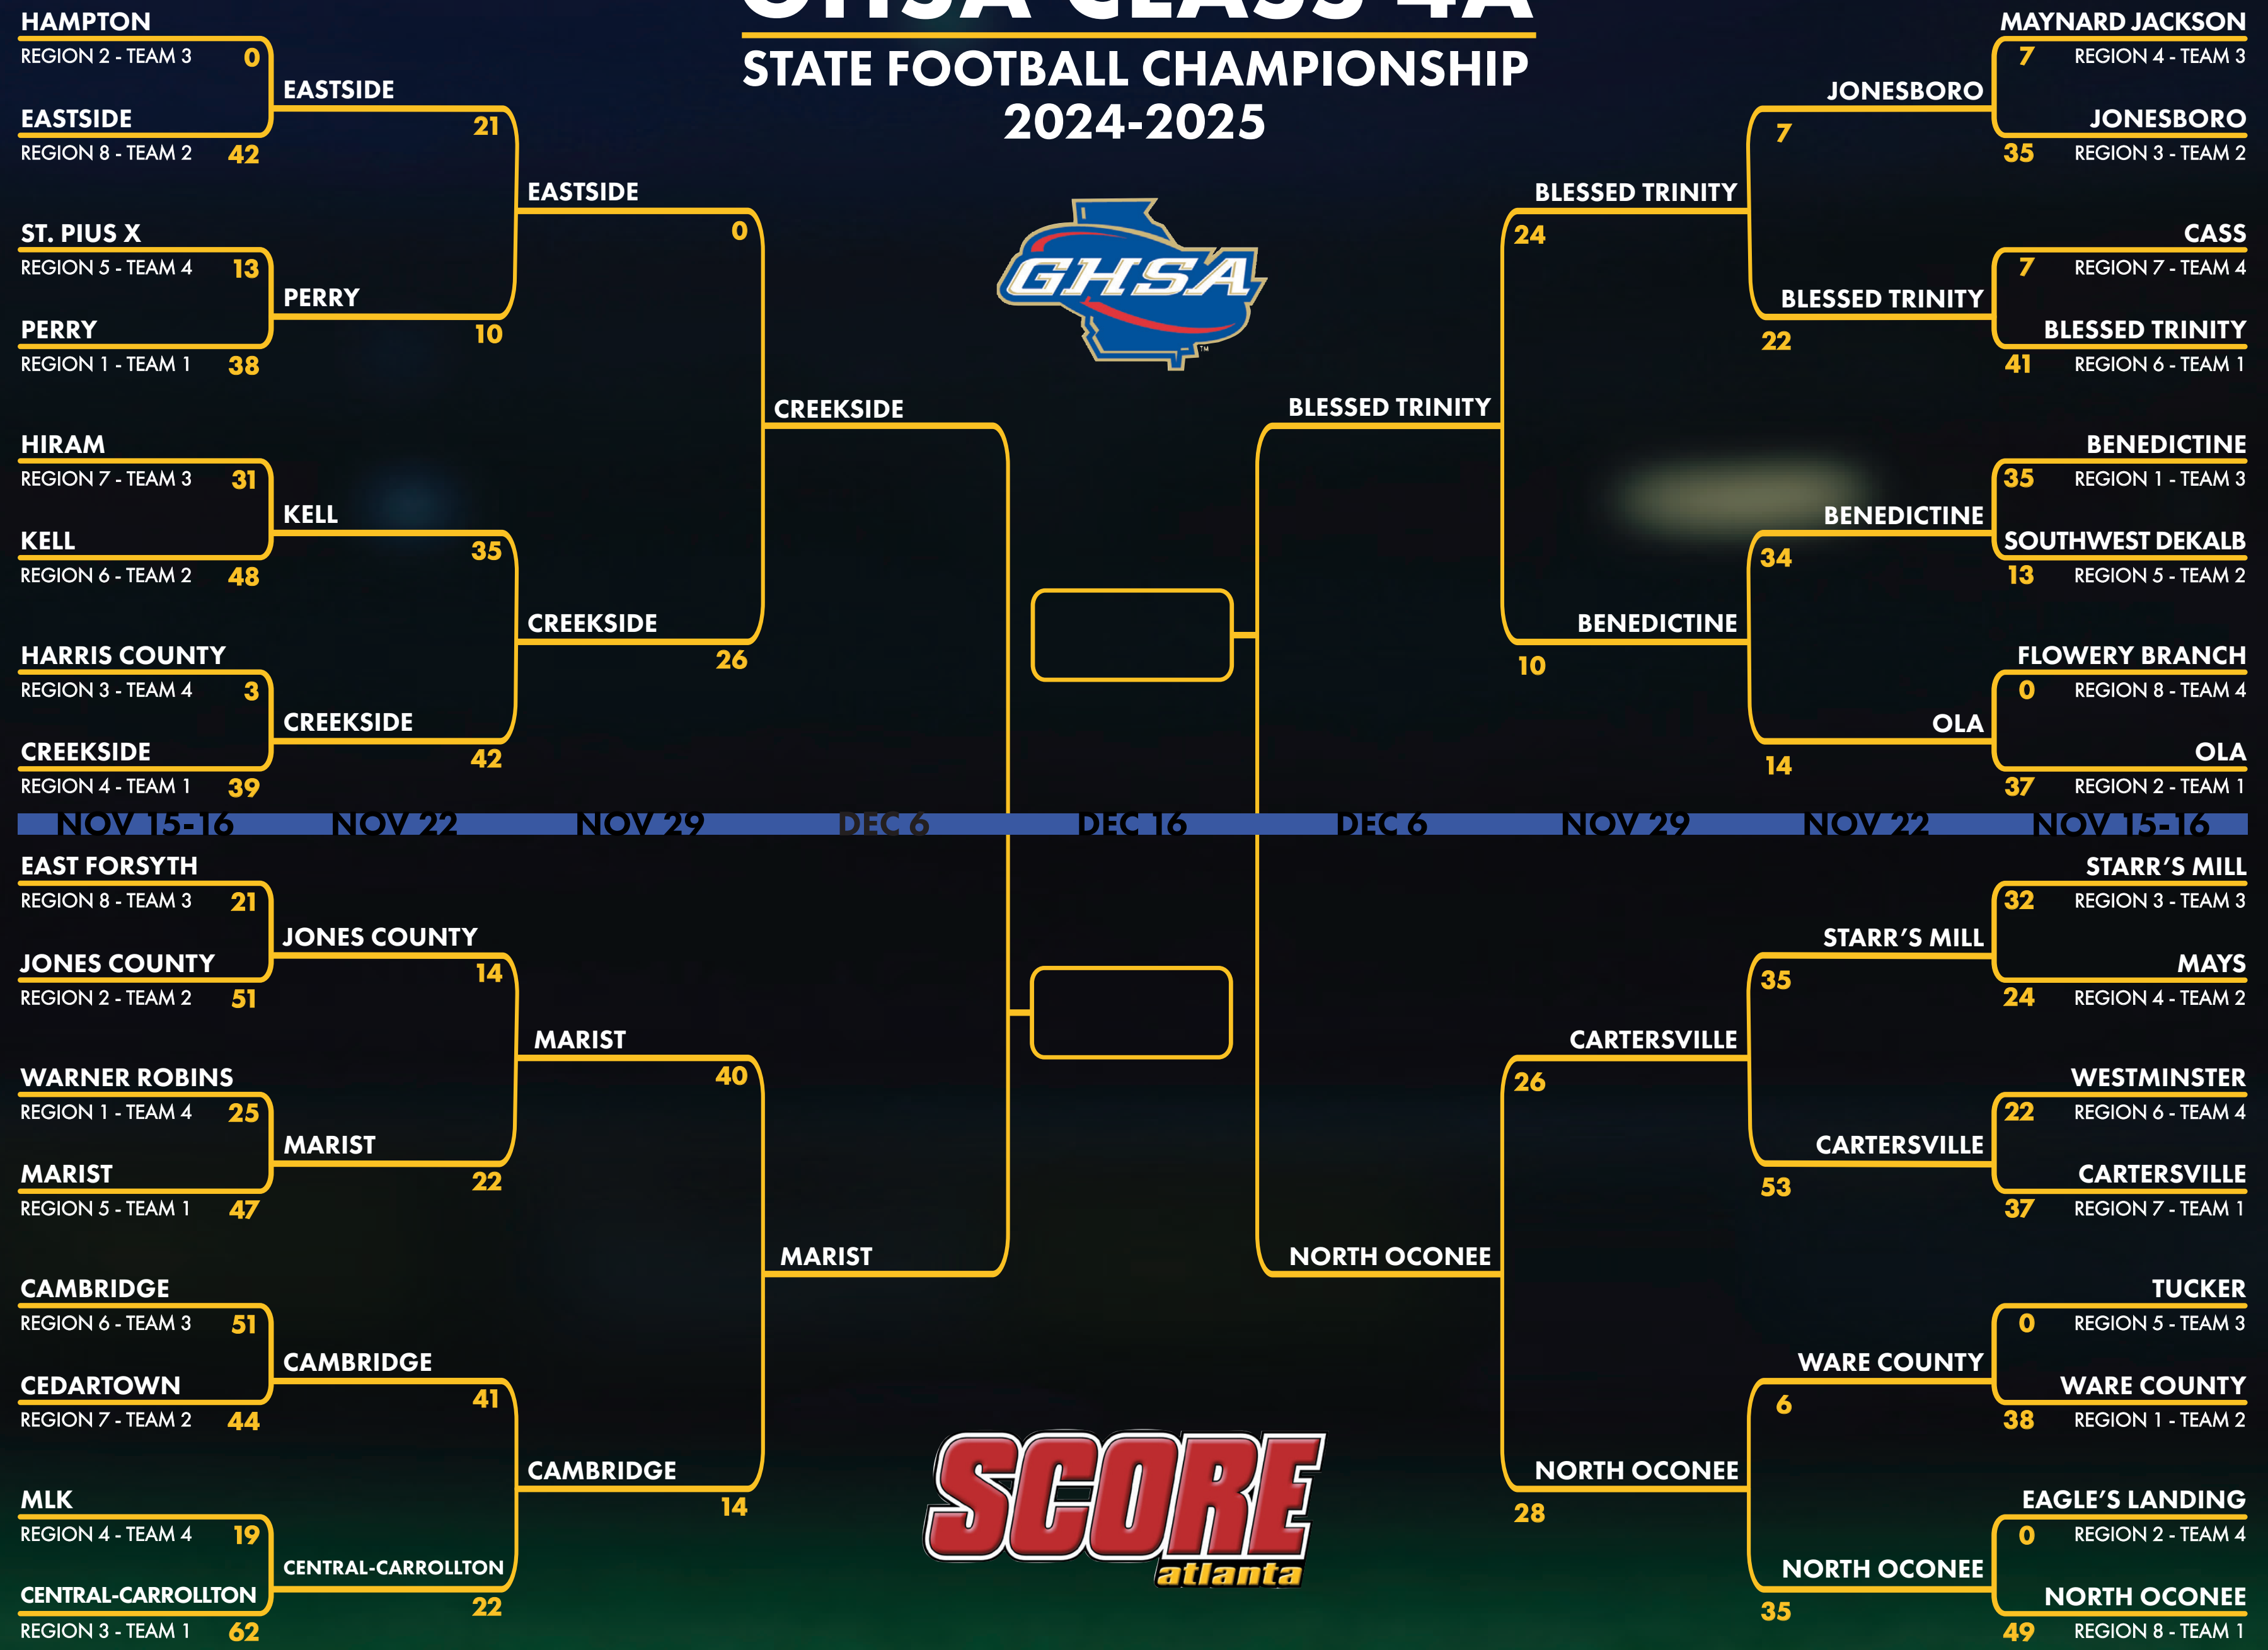 GHSA CLASS 4A
STATE FOOTBALL CHAMPIONSHIP
2024-2025
GHSA
TM
HAMPTON
REGION 2 - TEAM 3 0
EASTSIDE
REGION 8 - TEAM 2 42
ST. PIUS X
REGION 5 - TEAM 4 13
PERRY
REGION 1 - TEAM 1 38
HIRAM
REGION 7 - TEAM 3 31
KELL
REGION 6 - TEAM 2 48
HARRIS COUNTY
REGION 3 - TEAM 4 3
CREEKSIDE
REGION 4 - TEAM 1 39
EASTSIDE
21
PERRY
10
KELL
35
CREEKSIDE
42
EASTSIDE
0
CREEKSIDE
26
CREEKSIDE
BLESSED TRINITY
BLESSED TRINITY
24
BENEDICTINE
10
JONESBORO
7
BLESSED TRINITY
22
BENEDICTINE
34
OLA
14
MAYNARD JACKSON
7 REGION 4 - TEAM 3
JONESBORO
35 REGION 3 - TEAM 2
CASS
7 REGION 7 - TEAM 4
BLESSED TRINITY
41 REGION 6 - TEAM 1
BENEDICTINE
35 REGION 1 - TEAM 3
SOUTHWEST DEKALB
13 REGION 5 - TEAM 2
FLOWERY BRANCH
0 REGION 8 - TEAM 4
OLA
37 REGION 2 - TEAM 1
NOV 15-16 NOV 22 NOV 29 DEC 6 DEC 16 DEC 6 NOV 29 NOV 22 NOV 15-16
EAST FORSYTH
REGION 8 - TEAM 3 21
JONES COUNTY
REGION 2 - TEAM 2 51
WARNER ROBINS
REGION 1 - TEAM 4 25
MARIST
REGION 5 - TEAM 1 47
CAMBRIDGE
REGION 6 - TEAM 3 51
CEDARTOWN
REGION 7 - TEAM 2 44
MLK
REGION 4 - TEAM 4 19
CENTRAL-CARROLLTON
REGION 3 - TEAM 1 62
JONES COUNTY
14
MARIST
22
CAMBRIDGE
41
CENTRAL-CARROLLTON
22
MARIST
40
CAMBRIDGE
14
MARIST
NORTH OCONEE
CARTERSVILLE
26
NORTH OCONEE
28
STARR'S MILL
35
CARTERSVILLE
53
WARE COUNTY
6
NORTH OCONEE
35
STARR'S MILL
32 REGION 3 - TEAM 3
MAYS
24 REGION 4 - TEAM 2
WESTMINSTER
22 REGION 6 - TEAM 4
CARTERSVILLE
37 REGION 7 - TEAM 1
TUCKER
0 REGION 5 - TEAM 3
WARE COUNTY
38 REGION 1 - TEAM 2
EAGLE'S LANDING
0 REGION 2 - TEAM 4
NORTH OCONEE
49 REGION 8 - TEAM 1
SCORE
atlanta